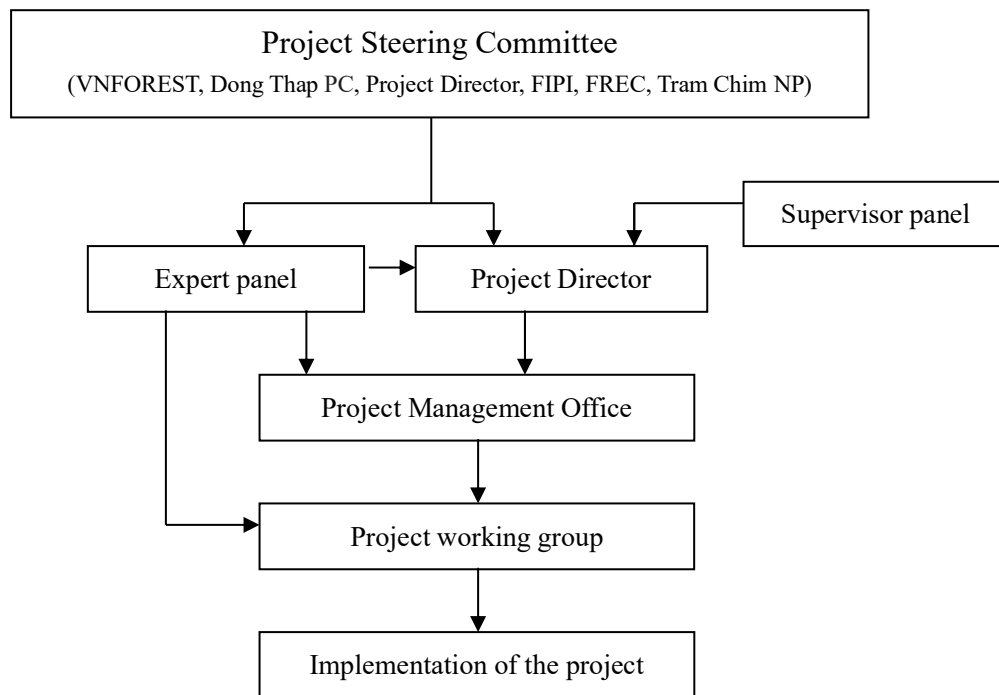 Project Steering Committee
(VNFOREST, Dong Thap PC, Project Director, FIPI, FREC, Tram Chim NP)
Supervisor panel
Expert panel
Project Director
Project Management Office
Project working group
Implementation of the project